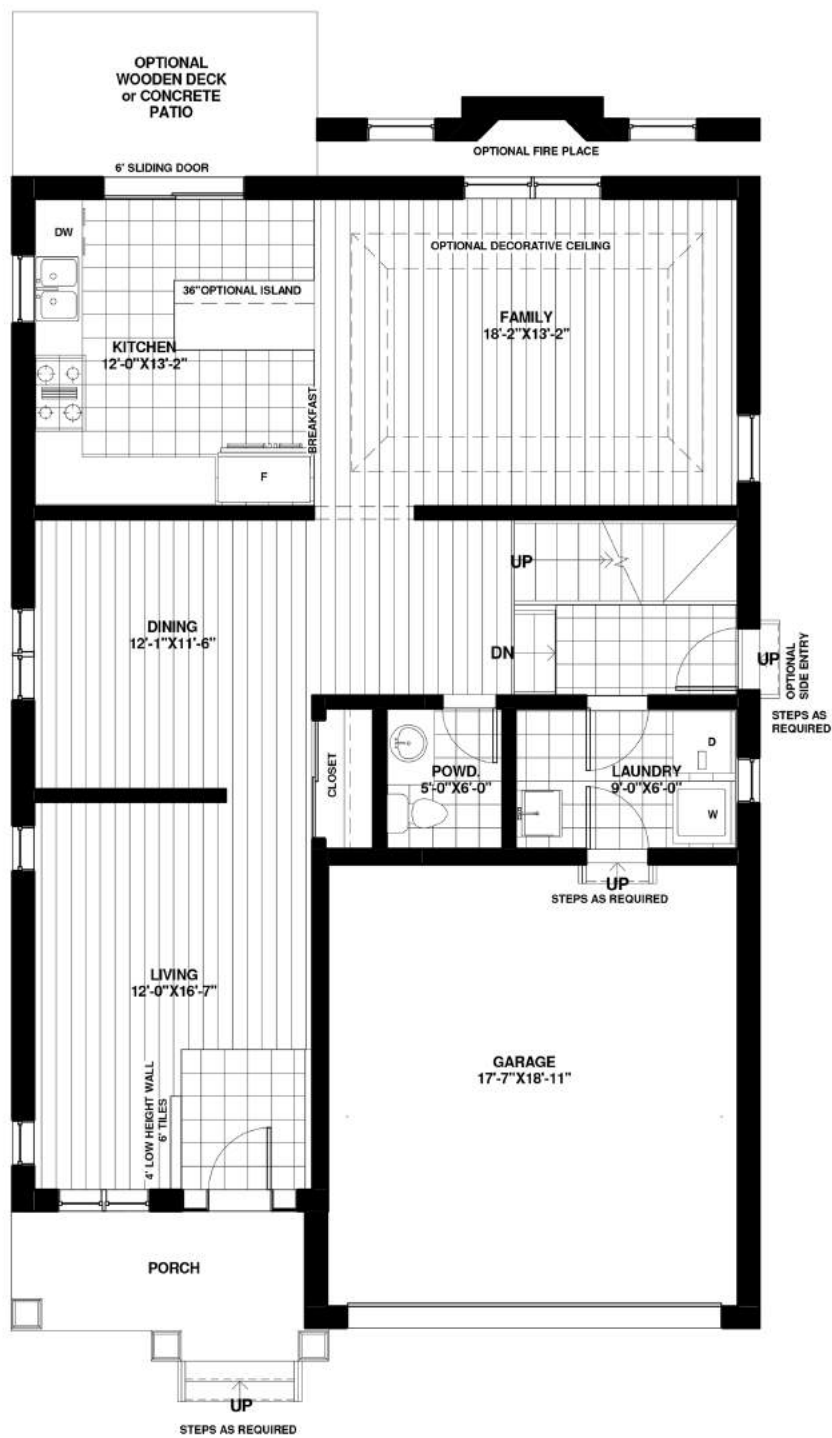 OPTIONAL
WOODEN DECK
or CONCRETE
PATIO
OPTIONAL FIRE PLACE
6' SLIDING DOOR
DW
OPTIONAL DECORATIVE CEILING
36"OPTIONAL ISLAND
FAMILY
18'-2"X13'-2"
KITCHEN
12'-0"X13'-2"
BREAKFAST
F
UP
DINING
12'-1"X11'-6"
DN
UP
OPTIONAL
SIDE ENTRY
STEPS AS
REQUIRED
CLOSET
POWD.
5'-0"X6'-0"
LAUNDRY
9'-0"X6'-0"
D
W
UP
STEPS AS REQUIRED
LIVING
12'-0"X16'-7"
GARAGE
17'-7"X18'-11"
4' LOW HEIGHT WALL
6' TILES
PORCH
UP
STEPS AS REQUIRED